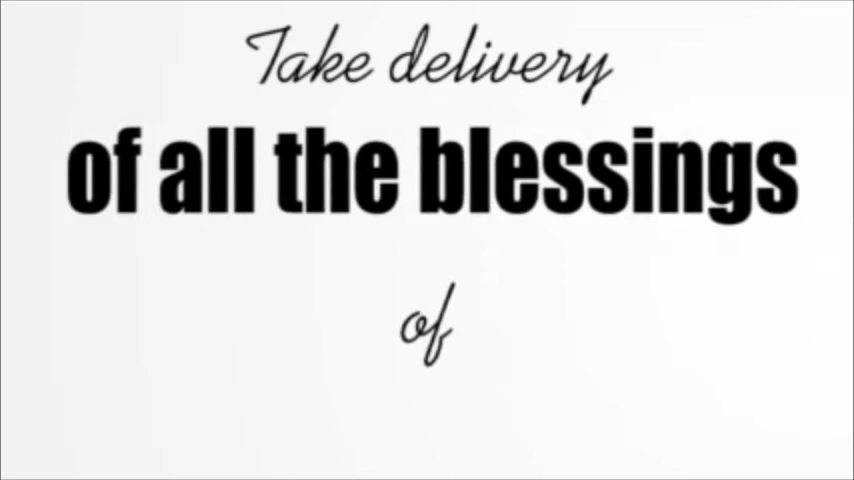 Take delivery
of all the blessings
of